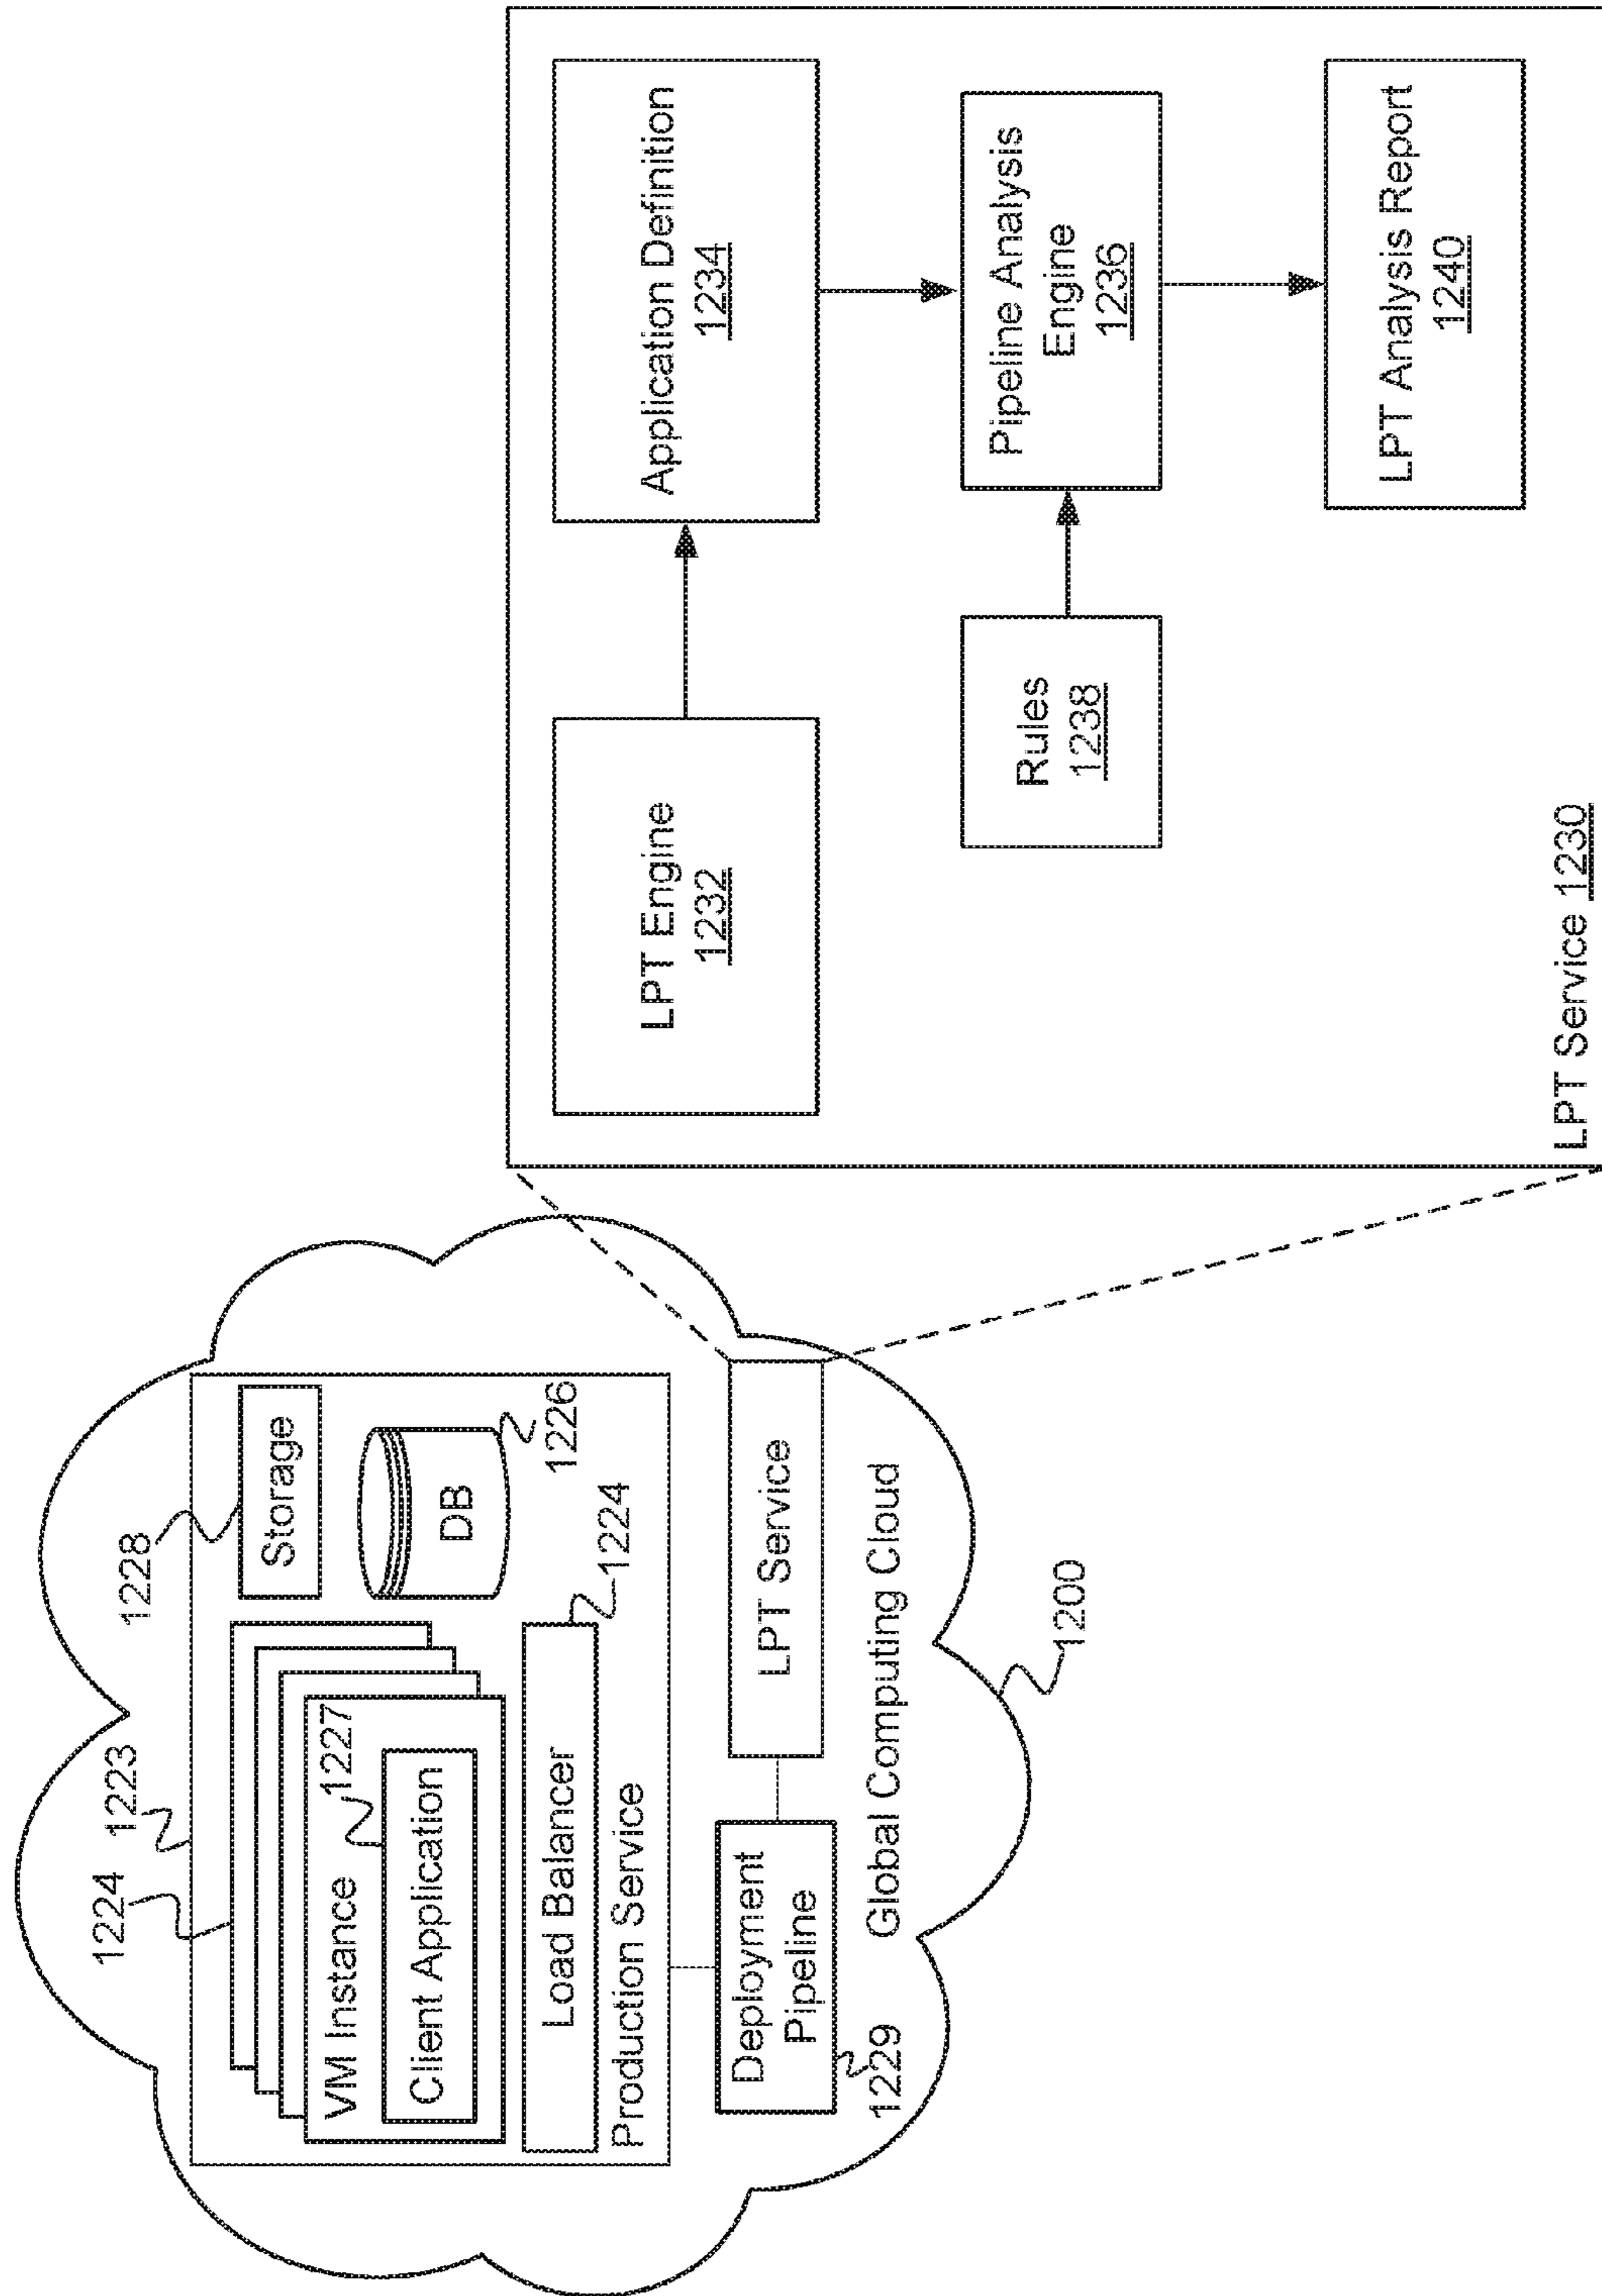 1224
1223
1228
Storage
VM Instance
1227
Client Application
DB
1226
Load Balancer
1224
Production Service
Deployment
Pipeline
1229
LPT Service
Global Computing Cloud
1200
LPT Engine
1232
Application Definition
1234
Rules
1238
Pipeline Analysis
Engine
1236
LPT Analysis Report
1240
LPT Service 1230